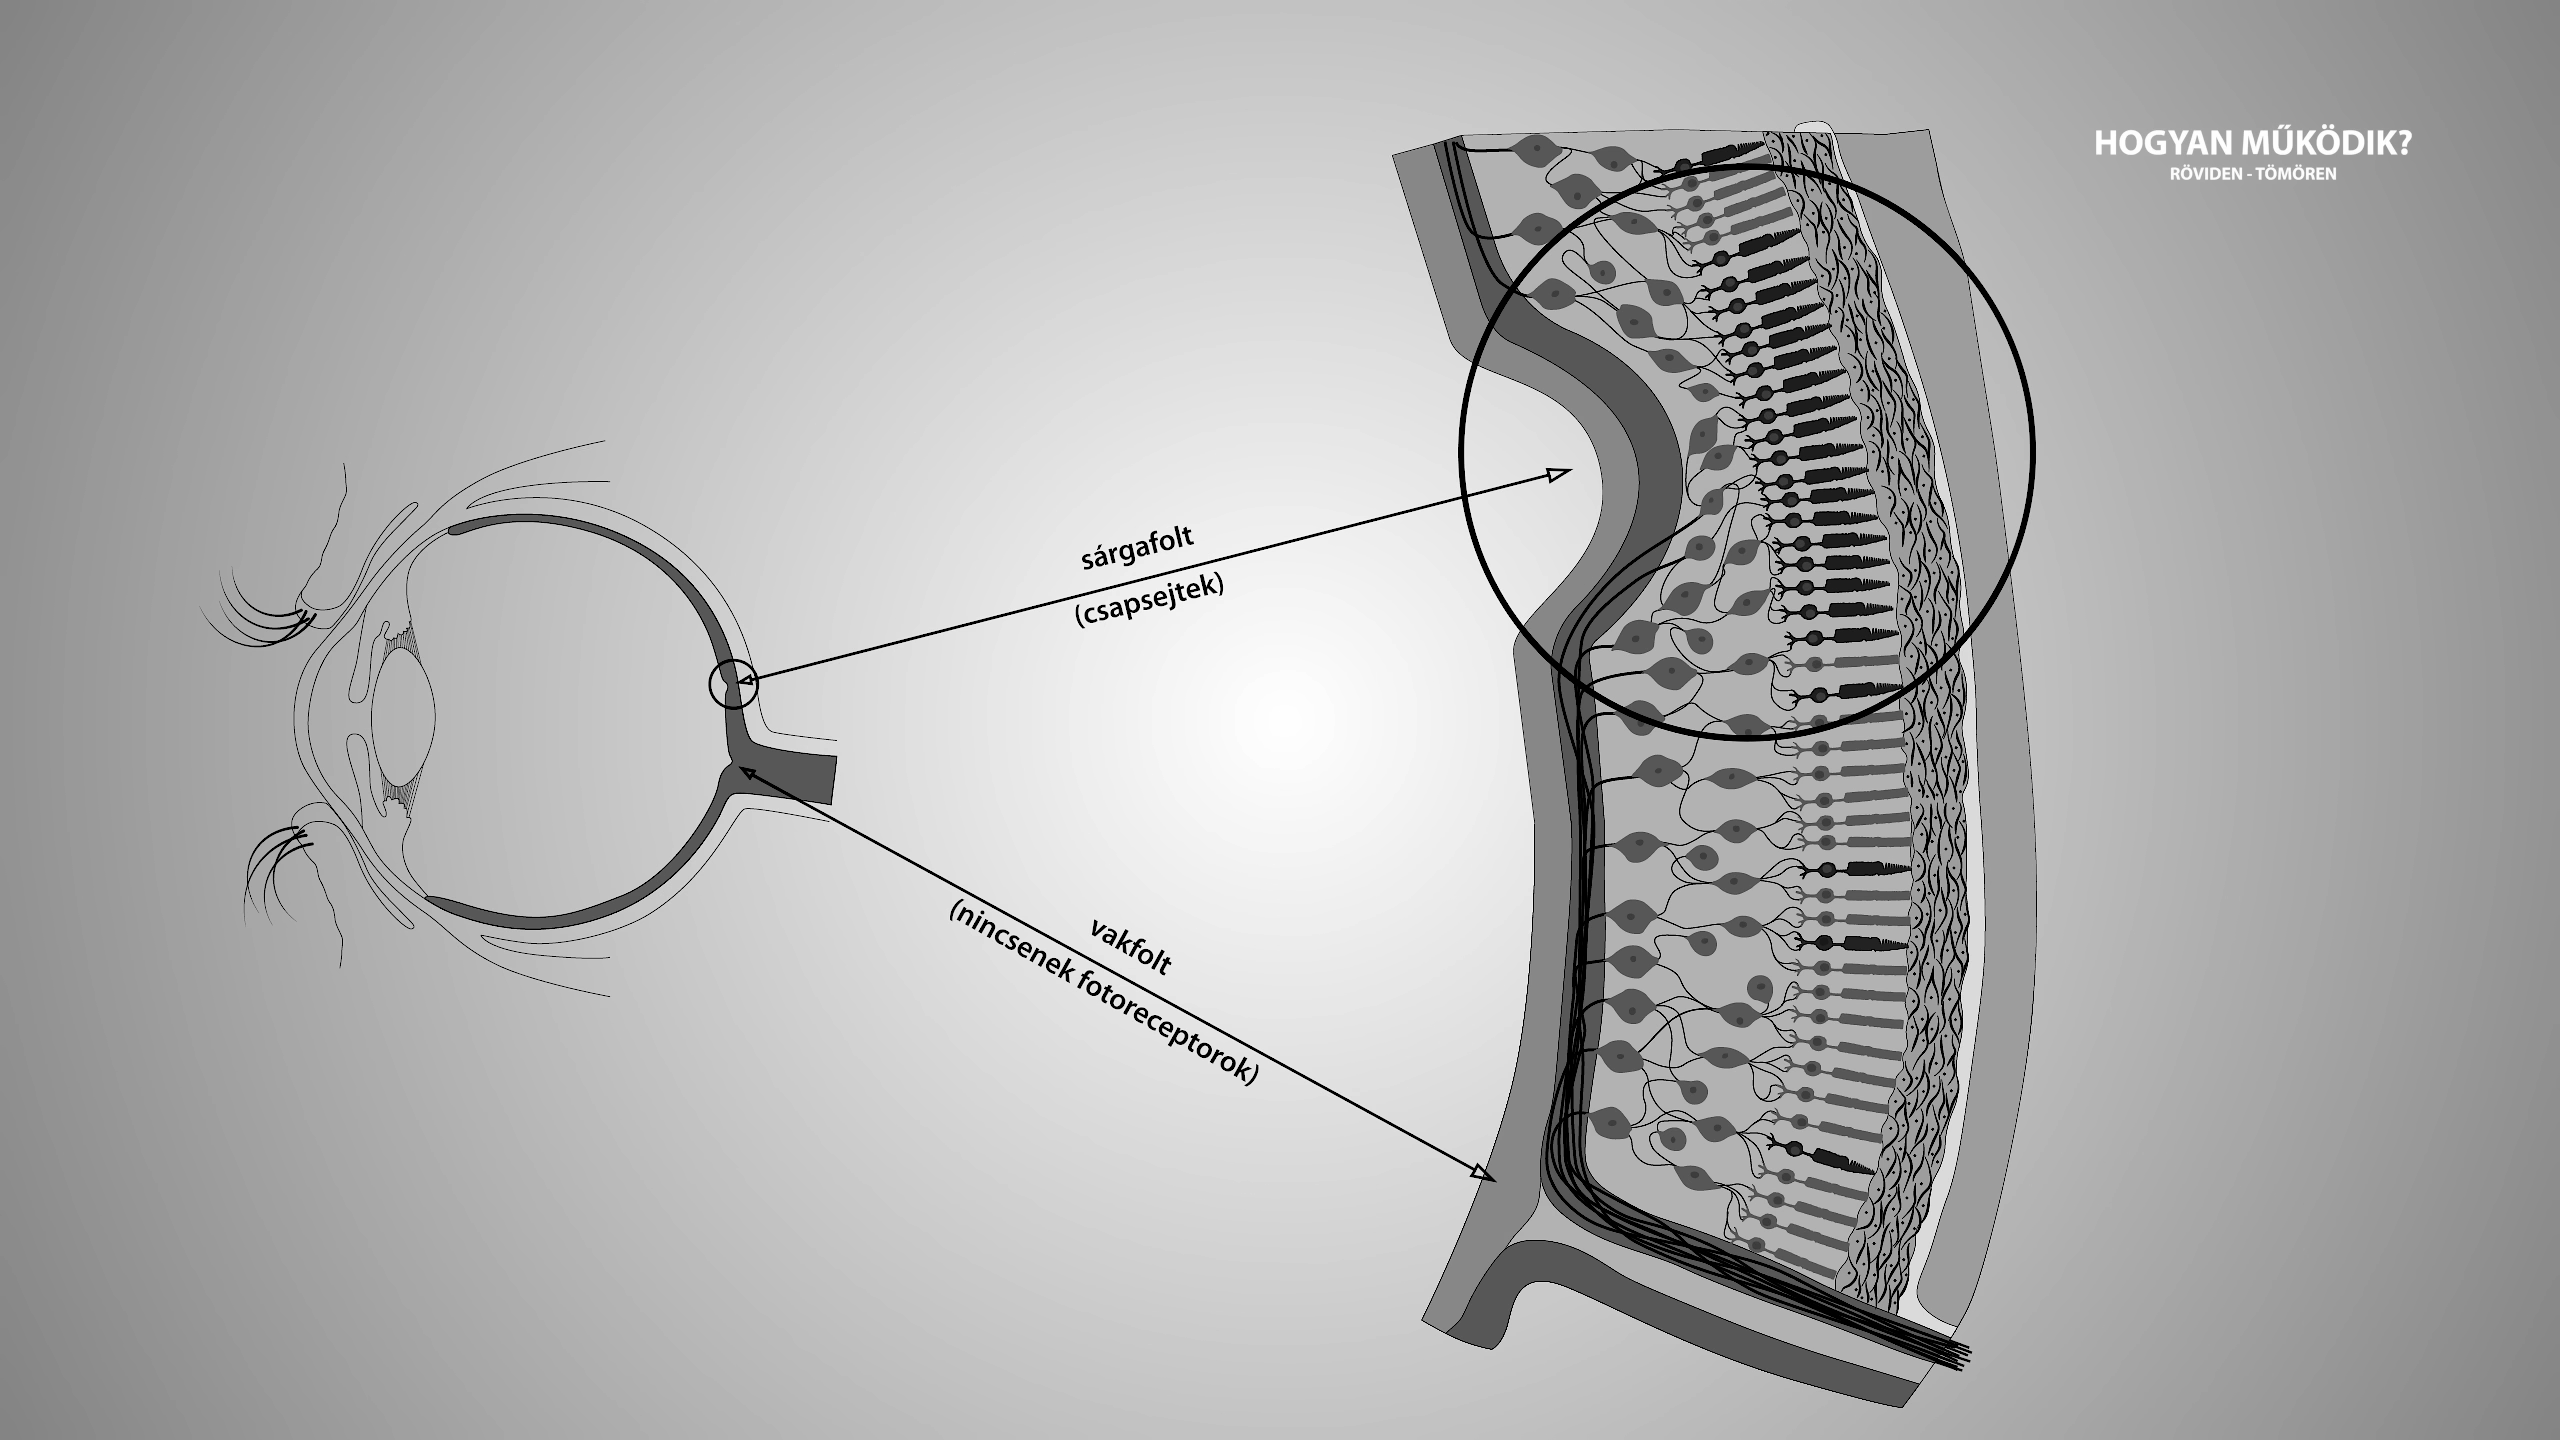 HOGYAN MŰKÖDIK?
RÖVIDEN - TÖMÖREN
sárgafolt
(csapsejtek)
vakfolt
(nincsenek fotoreceptorok)